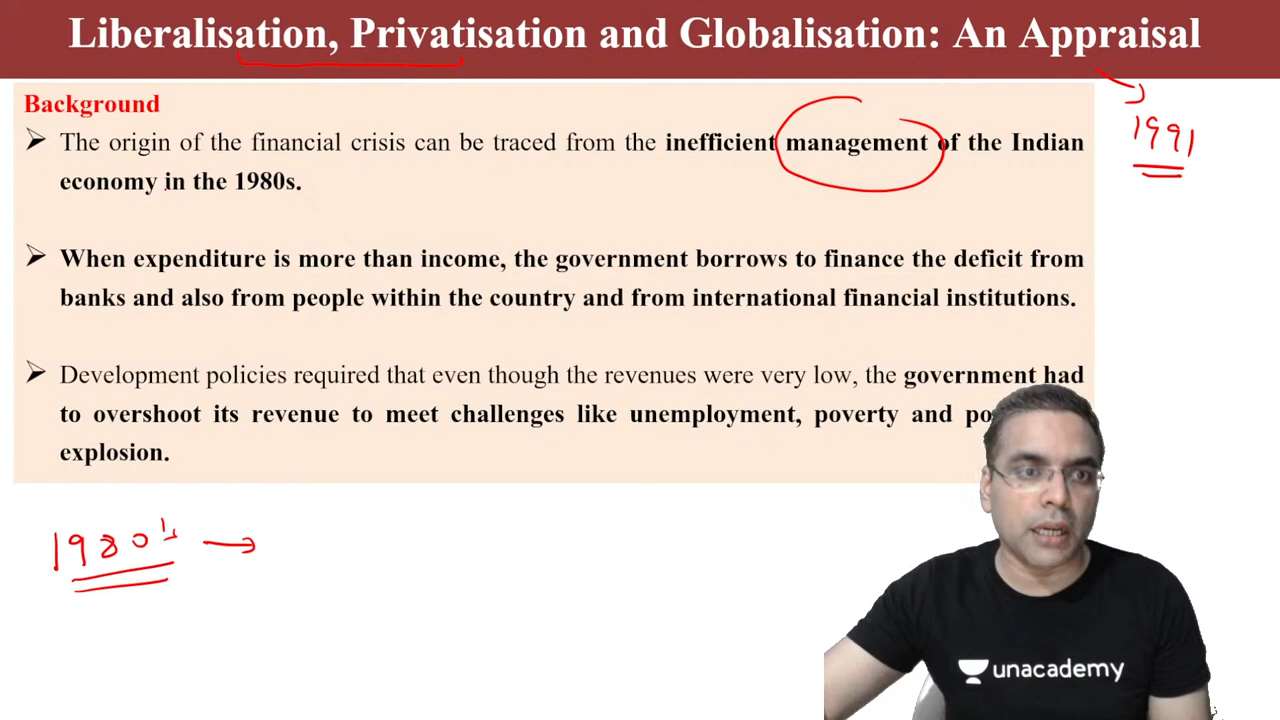 Liberalisation, Privatisation and Globalisation: An Appraisal
Background
1991
➢ The origin of the financial crisis can be traced from the inefficient management of the Indian
economy in the 1980s.
➢ When expenditure is more than income, the government borrows to finance the deficit from
banks and also from people within the country and from international financial institutions.
➢ Development policies required that even though the revenues were very low, the government had
to overshoot its revenue to meet challenges like unemployment, poverty and
explosion.
1980's →
unacademy